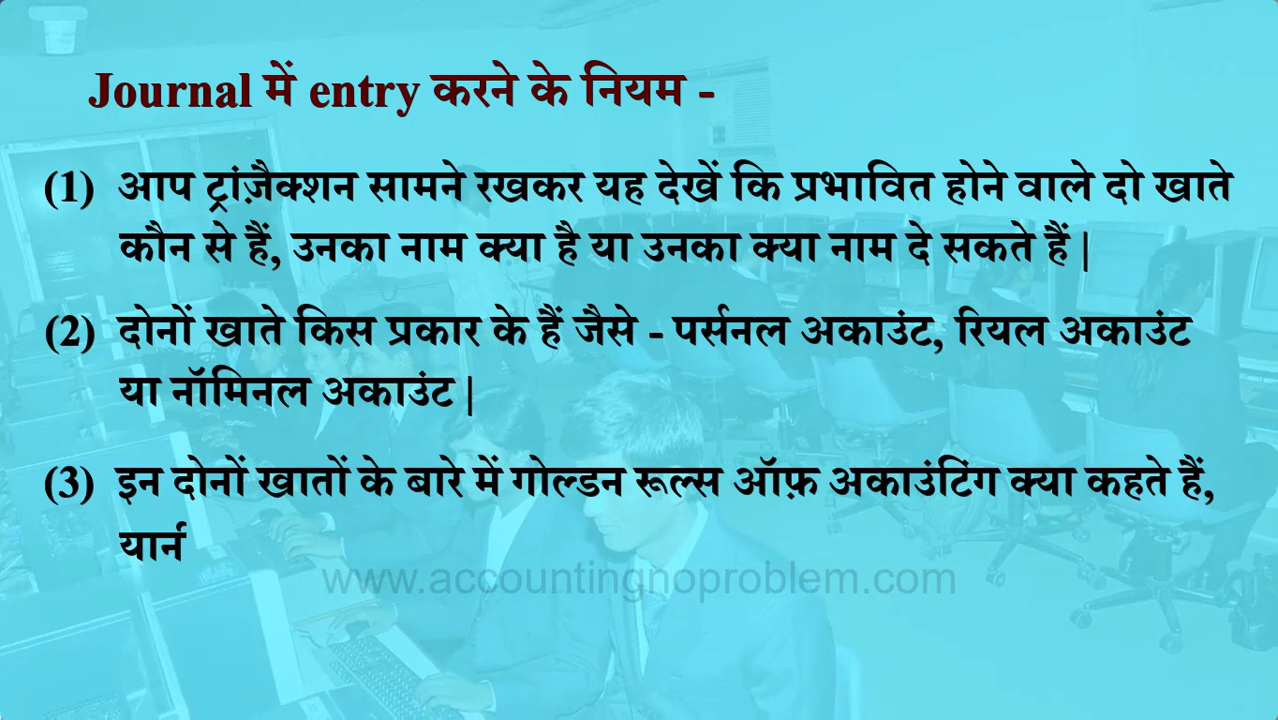 Journal में entry करने के नियम -
(1) आप ट्रांज़ैक्शन सामने रखकर यह देखें कि प्रभावित होने वाले दो खाते
कौन से हैं, उनका नाम क्या है या उनका क्या नाम दे सकते हैं |
(2) दोनों खाते किस प्रकार के हैं जैसे - पर्सनल अकाउंट, रियल अकाउंट
या नॉमिनल अकाउंट |
(3) इन दोनों खातों के बारे में गोल्डन रूल्स ऑफ़ अकाउंटिंग क्या कहते हैं,
यार्न
www.accountingnoproblem.com